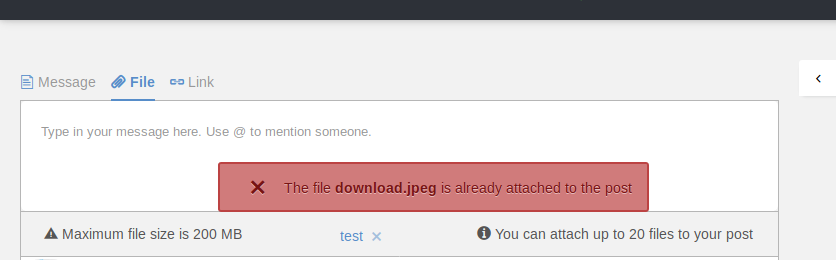 Message File Link
Type in your message here. Use @ to mention someone.
The file download.jpeg is already attached to the post
Maximum file size is 200 MB test You can attach up to 20 files to your post